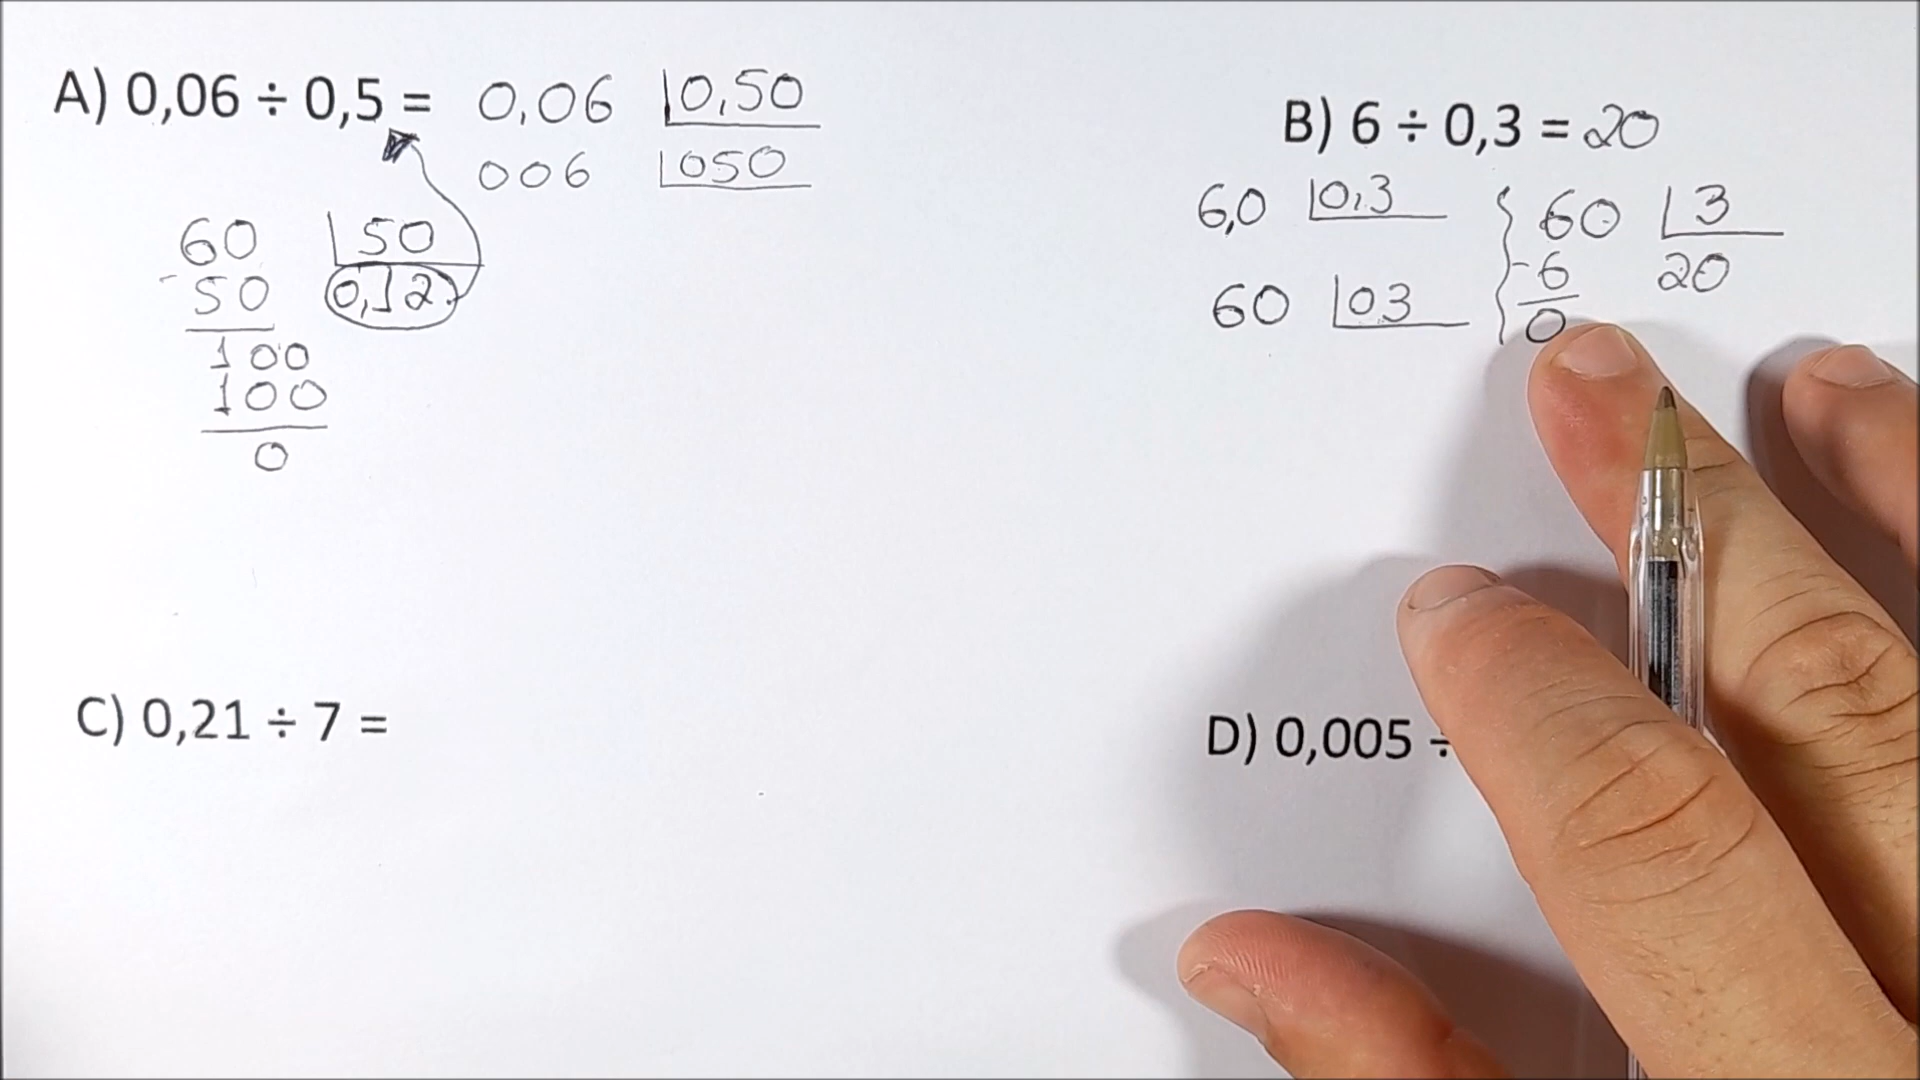 A) 0,06 ÷ 0,5 = 0,06 0,50
006 050
60 50
- 50 0,12
100
100
0
B) 6 ÷ 0,3 = 20
6,0 0,3
60 03
60 3
- 6 20
0
C) 0,21 ÷ 7 =
D) 0,005 ÷